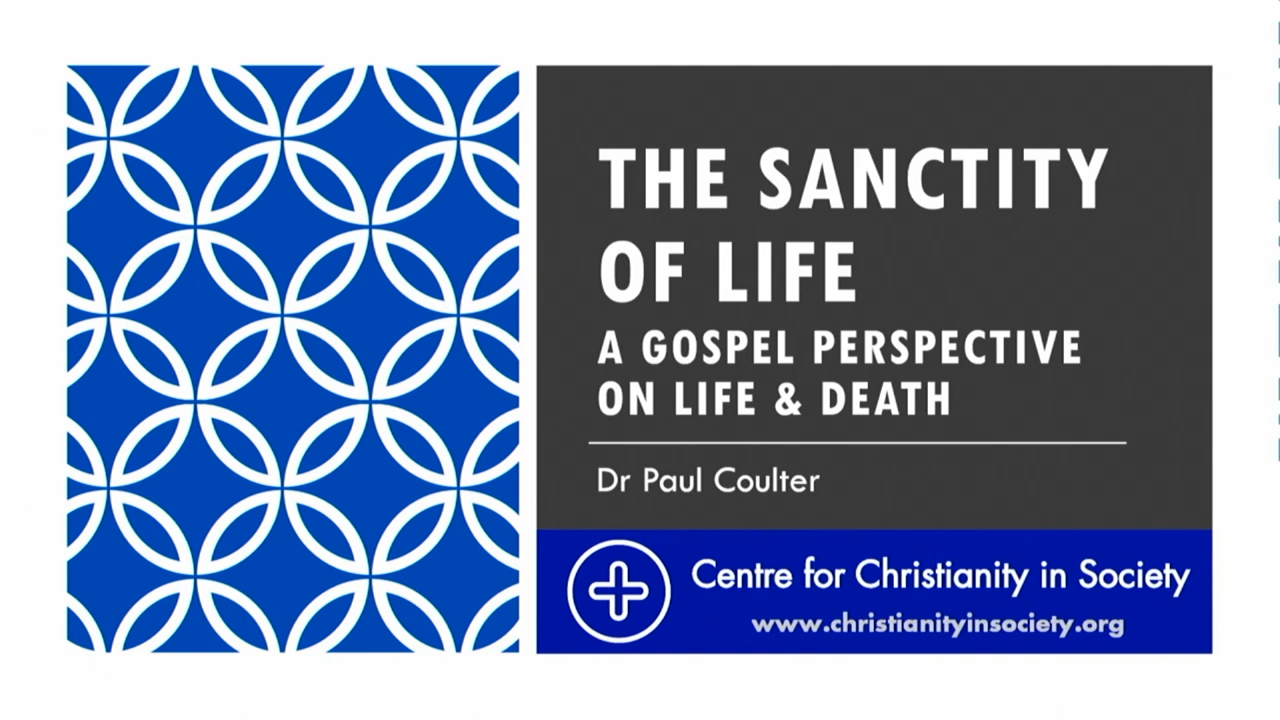 THE SANCTITY
OF LIFE
A GOSPEL PERSPECTIVE
ON LIFE & DEATH
Dr Paul Coulter
Centre for Christianity in Society
www.christianityinsociety.org